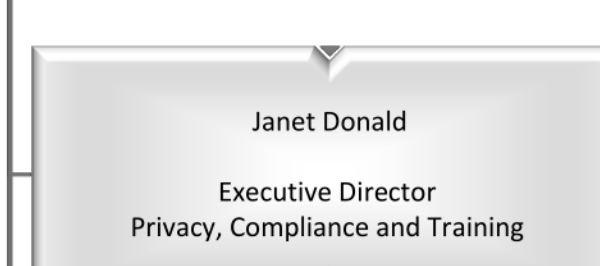 Janet Donald
Executive Director
Privacy, Compliance and Training